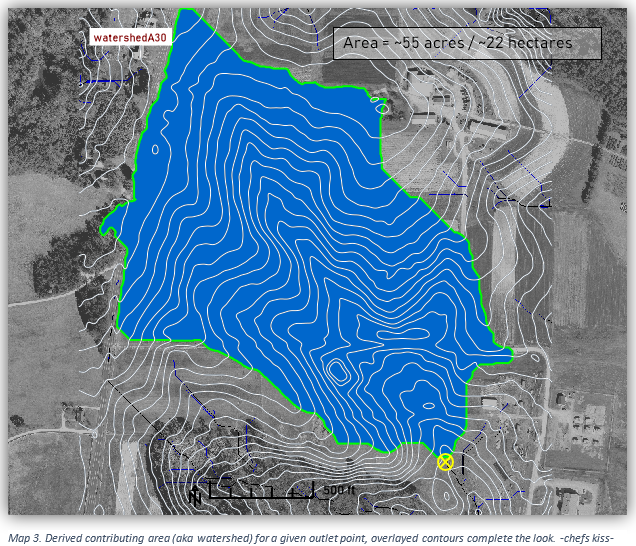 watershedA30
Area = ~55 acres / ~22 hectares
N
500 ft
Map 3. Derived contributing area (aka watershed) for a given outlet point, overlayed contours complete the look. -chefs kiss-